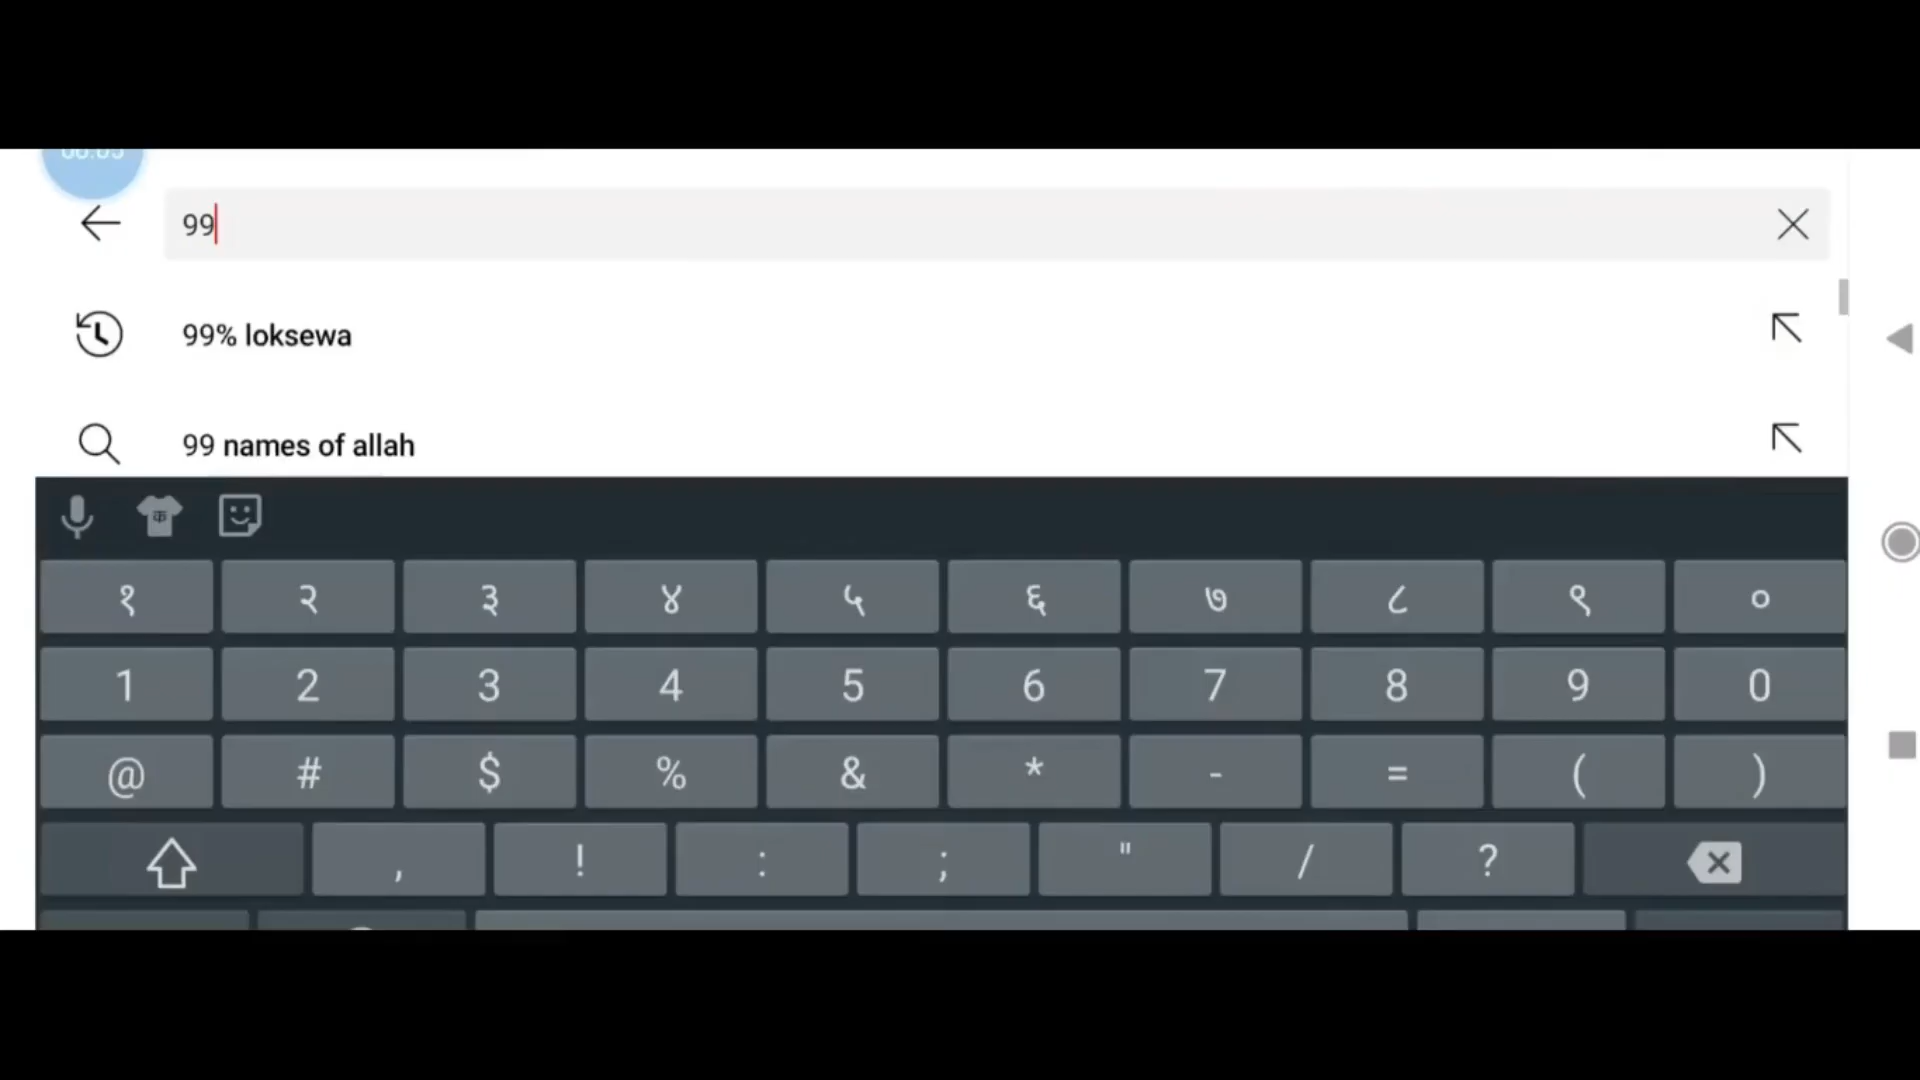 99
99% loksewa
99 names of allah
१ २ ३ ४ ५ ६ ७ ८ ९ ०
1 2 3 4 5 6 7 8 9 0
@ # $ % & * - = ( )
, ! : ; " / ?